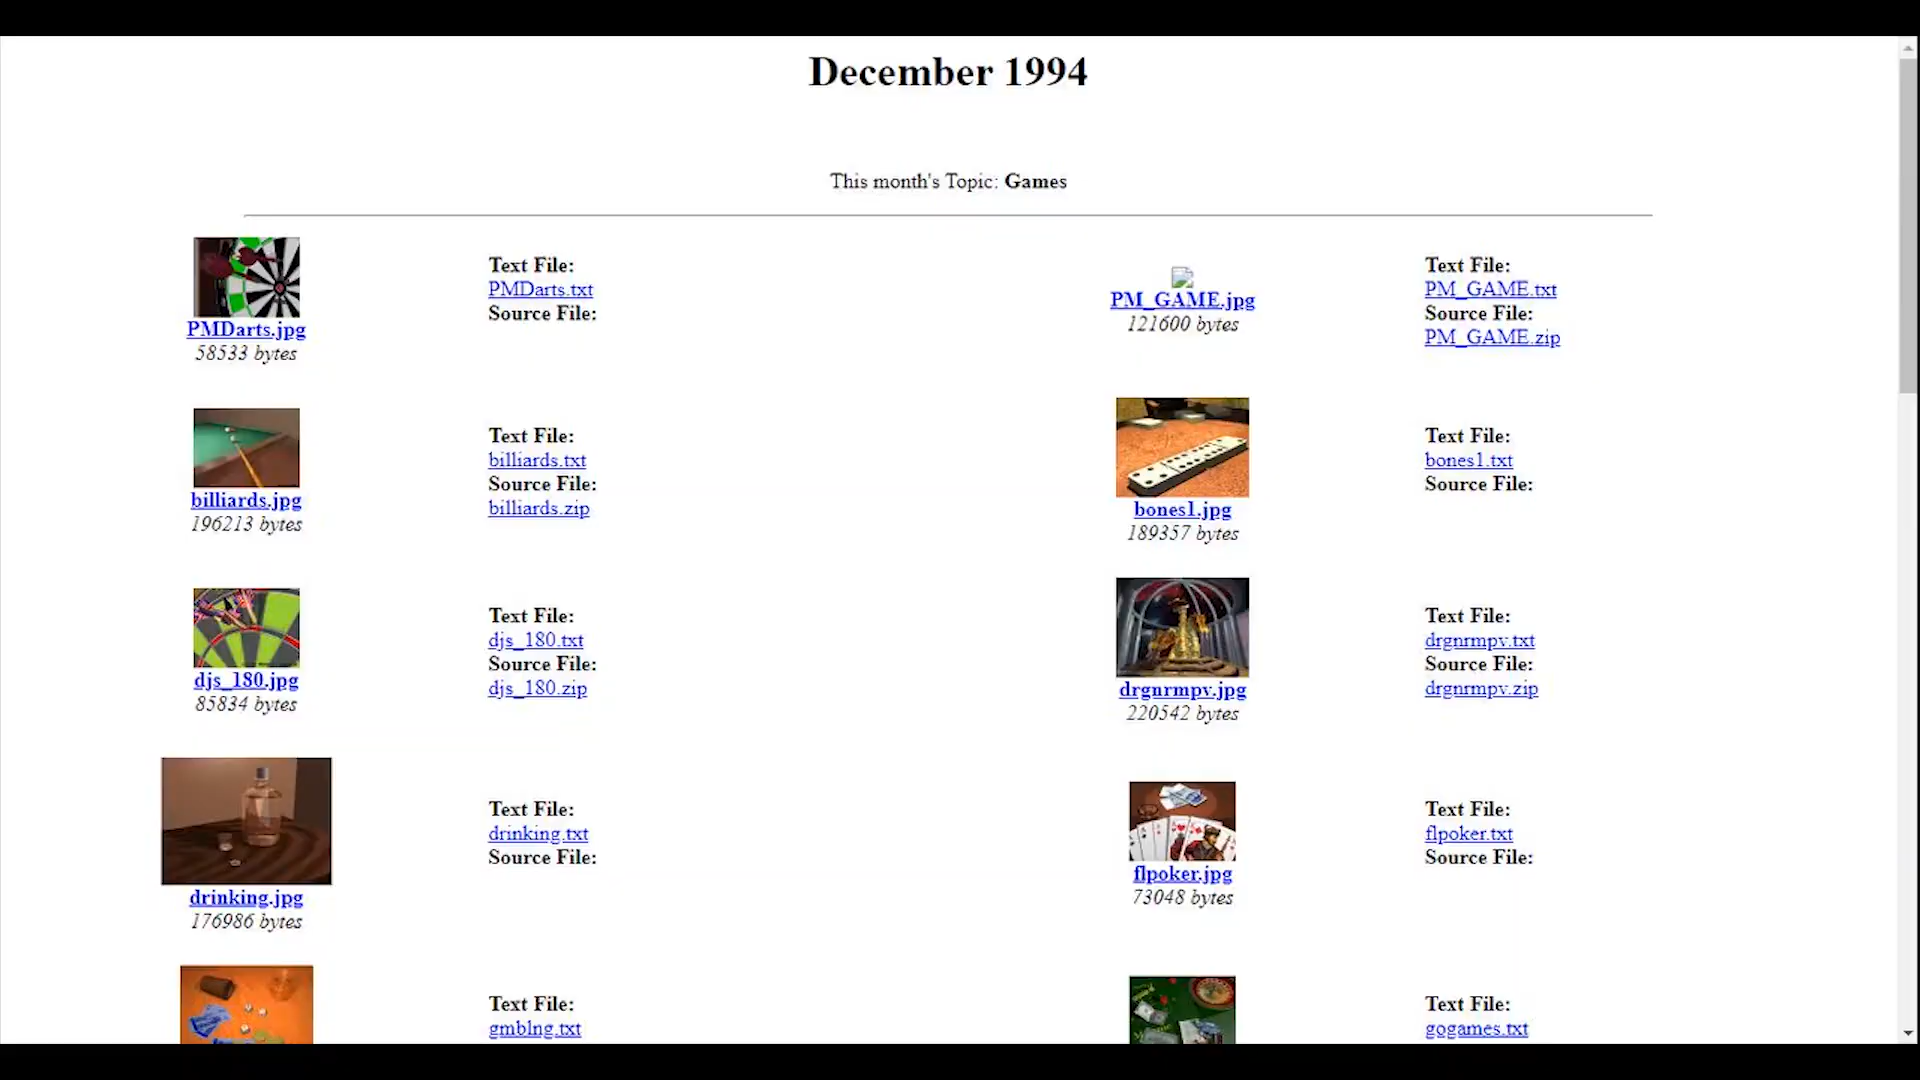 December 1994
This month's Topic: Games
PMDarts.jpg
58533 bytes
Text File:
PMDarts.txt
Source File:
PM_GAME.jpg
121600 bytes
Text File:
PM_GAME.txt
Source File:
PM_GAME.zip
billiards.jpg
196213 bytes
Text File:
billiards.txt
Source File:
billiards.zip
bones1.jpg
189357 bytes
Text File:
bones1.txt
Source File:
djs_180.jpg
85834 bytes
Text File:
djs_180.txt
Source File:
djs_180.zip
drgnrmpv.jpg
220542 bytes
Text File:
drgnrmpv.txt
Source File:
drgnrmpv.zip
drinking.jpg
176986 bytes
Text File:
drinking.txt
Source File:
flpoker.jpg
73048 bytes
Text File:
flpoker.txt
Source File:
Text File:
gmblng.txt
Text File:
gogames.txt